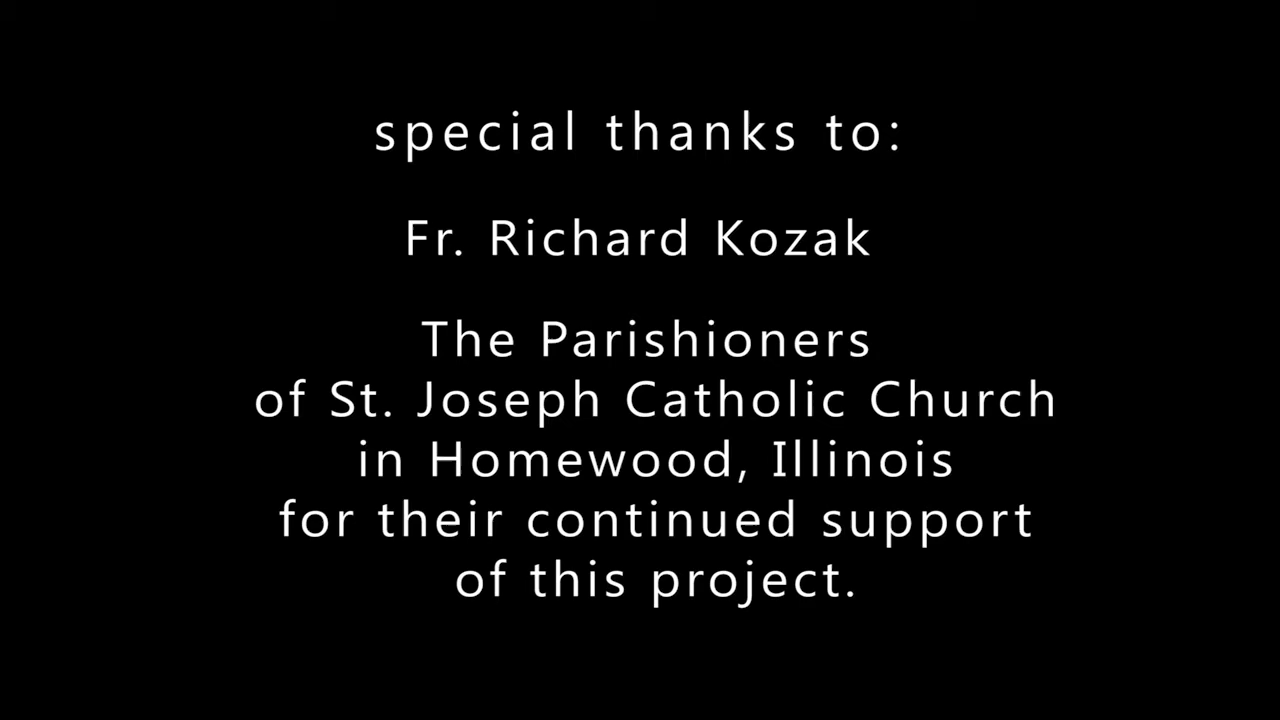 special thanks to:
Fr. Richard Kozak
The Parishioners
of St. Joseph Catholic Church
in Homewood, Illinois
for their continued support
of this project.